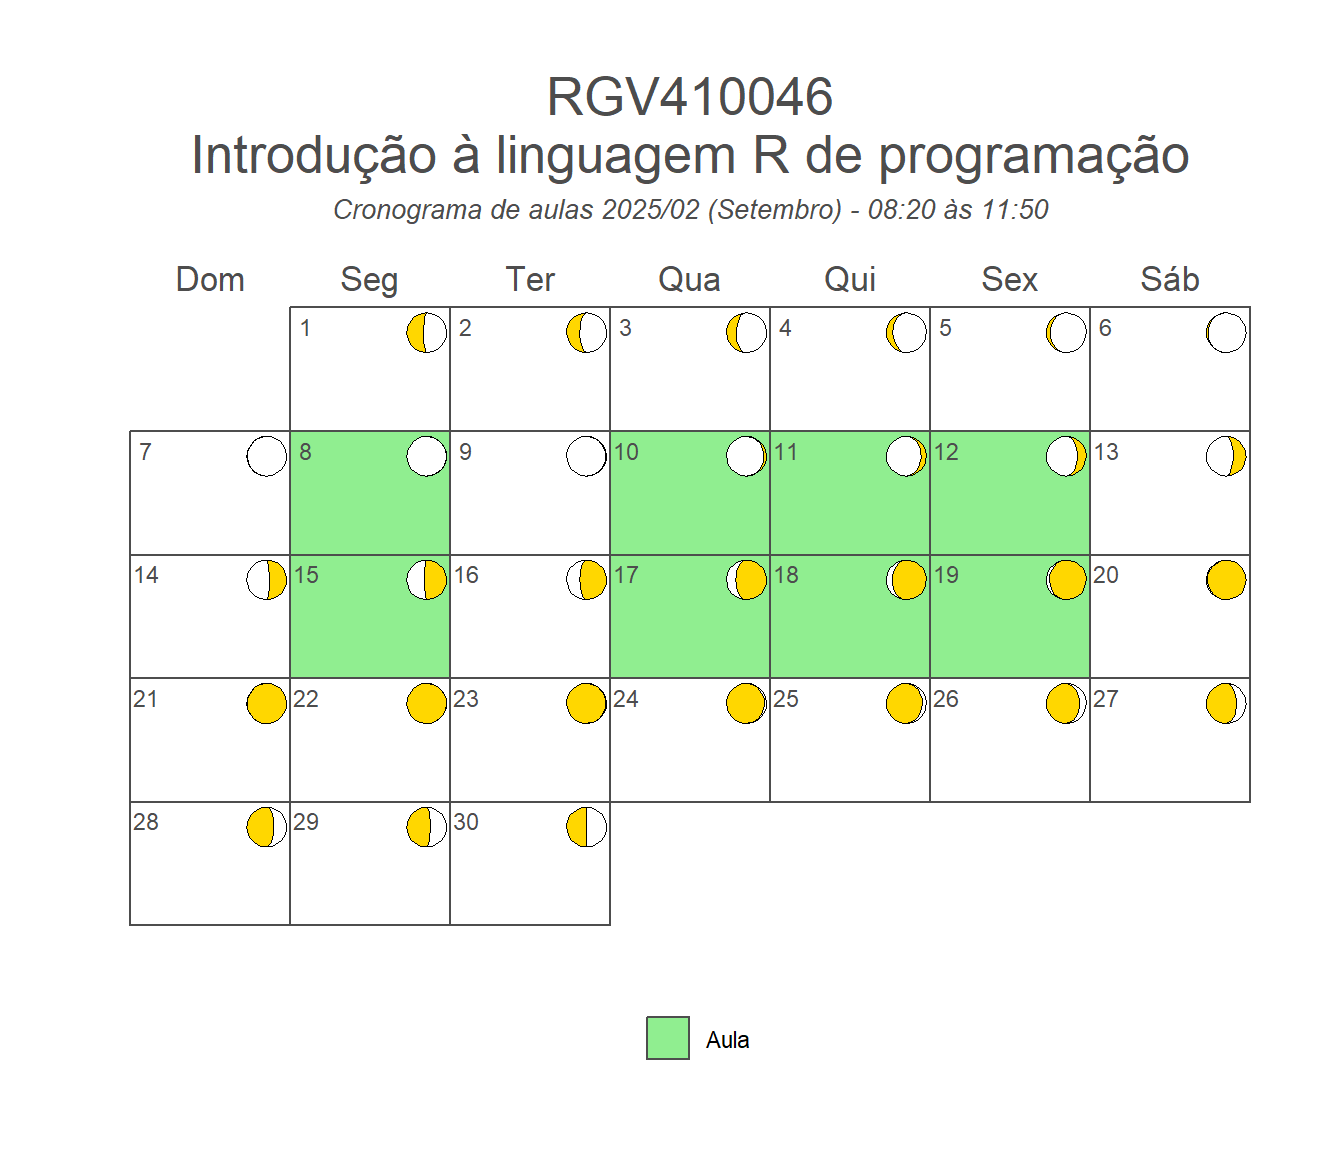 RGV410046
Introdução à linguagem R de programação
Cronograma de aulas 2025/02 (Setembro) - 08:20 às 11:50
Dom Seg Ter Qua Qui Sex Sáb
1 2 3 4 5 6
7 8 9 10 11 12 13
14 15 16 17 18 19 20
21 22 23 24 25 26 27
28 29 30
Aula